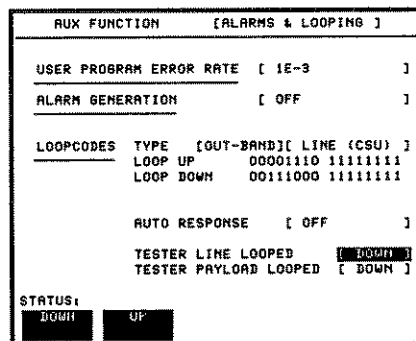 AUX FUNCTION [ALARMS & LOOPING ]
USER PROGRAM ERROR RATE [ 1E-3 ]
ALARM GENERATION [ OFF ]
LOOPCODES TYPE [OUT-BAND][ LINE (CSU) ]
LOOP UP 00001110 11111111
LOOP DOWN 00111000 11111111
AUTO RESPONSE [ OFF ]
TESTER LINE LOOPED [ DOWN ]
TESTER PAYLOAD LOOPED [ DOWN ]
STATUS:
DOWN UP